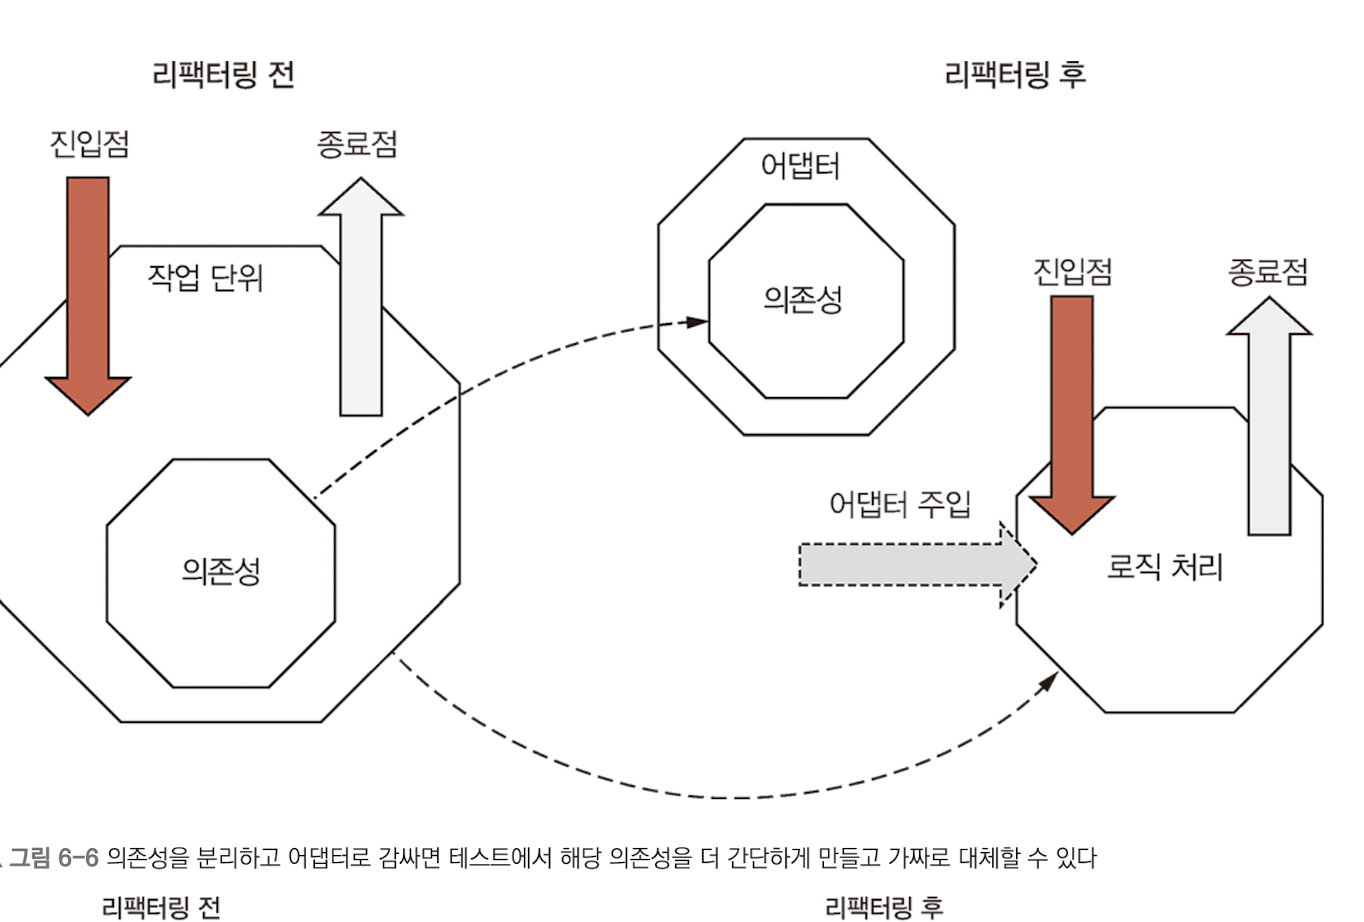 리팩터링 전
리팩터링 후
진입점
종료점
작업 단위
의존성
어댑터
의존성
진입점
종료점
어댑터 주입
로직 처리
그림 6-6 의존성을 분리하고 어댑터로 감싸면 테스트에서 해당 의존성을 더 간단하게 만들고 가짜로 대체할 수 있다
리팩터링 전
리팩터링 후